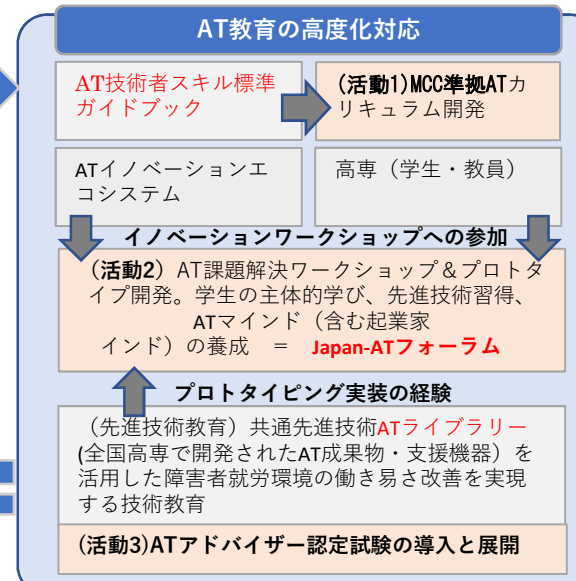 AT教育の高度化対応
AT技術者スキル標準
ガイドブック
(活動1)MCC準拠ATカ
リキュラム開発
ATイノベーションエ
コシステム
高専（学生・教員）
イノベーションワークショップへの参加
（活動2）AT課題解決ワークショップ＆プロトタ
イプ開発。学生の主体的学び、先進技術習得、
ATマインド（含む起業家
インド）の養成　＝　Japan-ATフォーラム
プロトタイピング実装の経験
（先進技術教育）共通先進技術ATライブラリー
(全国高専で開発されたAT成果物・支援機器）を
活用した障害者就労環境の働き易さ改善を実現
する技術教育
(活動3)ATアドバイザー認定試験の導入と展開